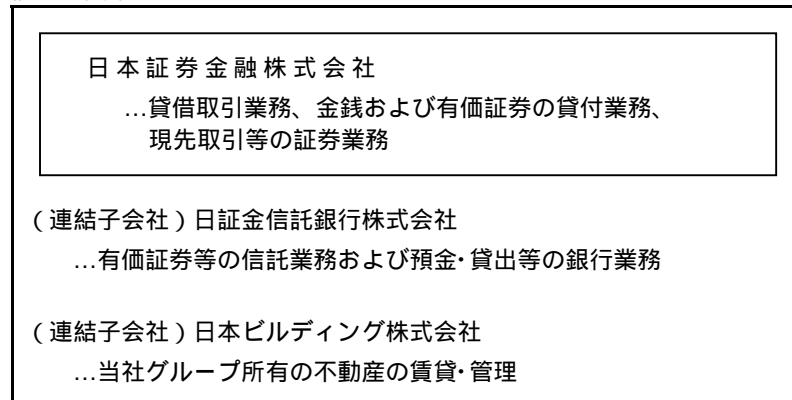 日本証券金融株式会社
…貸借取引業務、金銭および有価証券の貸付業務、
現先取引等の証券業務
(連結子会社)日証金信託銀行株式会社
…有価証券等の信託業務および預金・貸出等の銀行業務
(連結子会社)日本ビルディング株式会社
…当社グループ所有の不動産の賃貸・管理